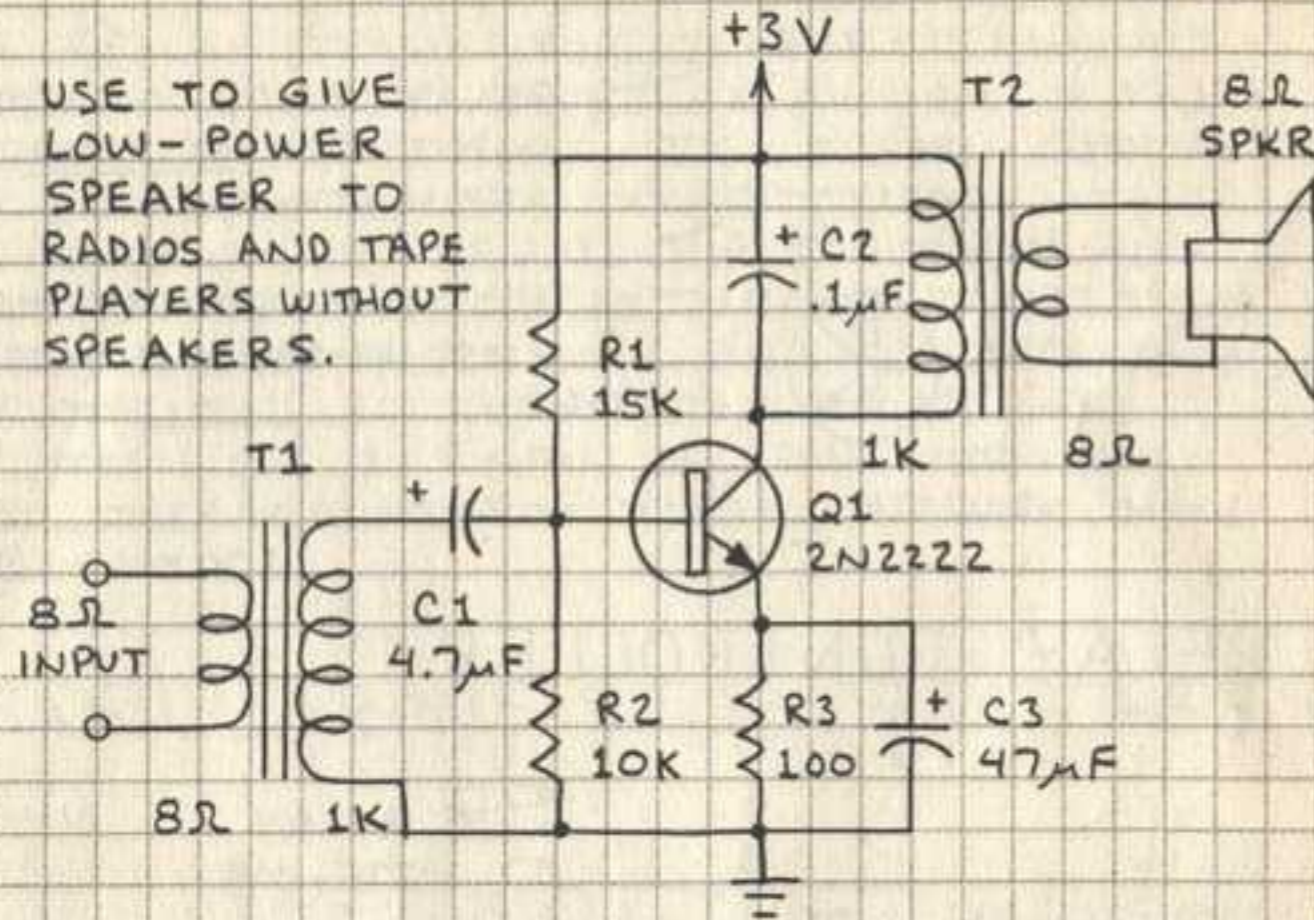 +3V
USE TO GIVE
LOW-POWER
SPEAKER TO
RADIOS AND TAPE
PLAYERS WITHOUT
SPEAKERS.
T2
8Ω
SPKR
+ C2
.1μF
R1
15K
1K
8Ω
T1
+
Q1
2N2222
8Ω
INPUT
C1
4.7μF
R2
10K
R3
100
+ C3
47μF
8Ω
1K